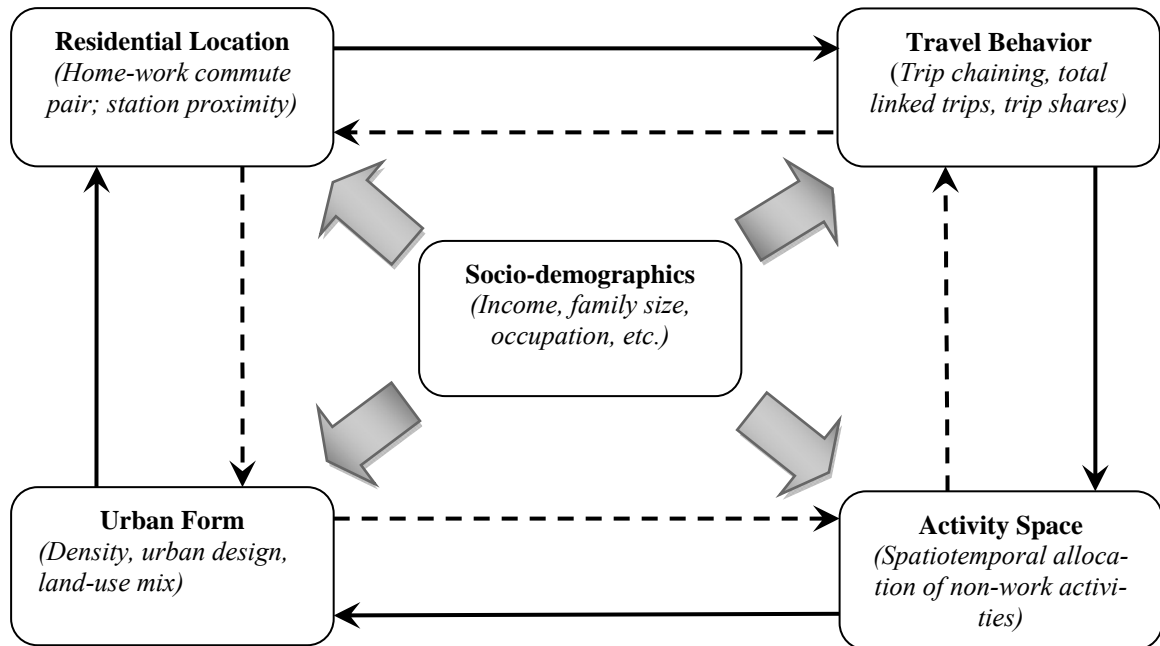 Residential Location
(Home-work commute
pair; station proximity)
Travel Behavior
(Trip chaining, total
linked trips, trip shares)
Socio-demographics
(Income, family size,
occupation, etc.)
Urban Form
(Density, urban design,
land-use mix)
Activity Space
(Spatiotemporal alloca-
tion of non-work activi-
ties)